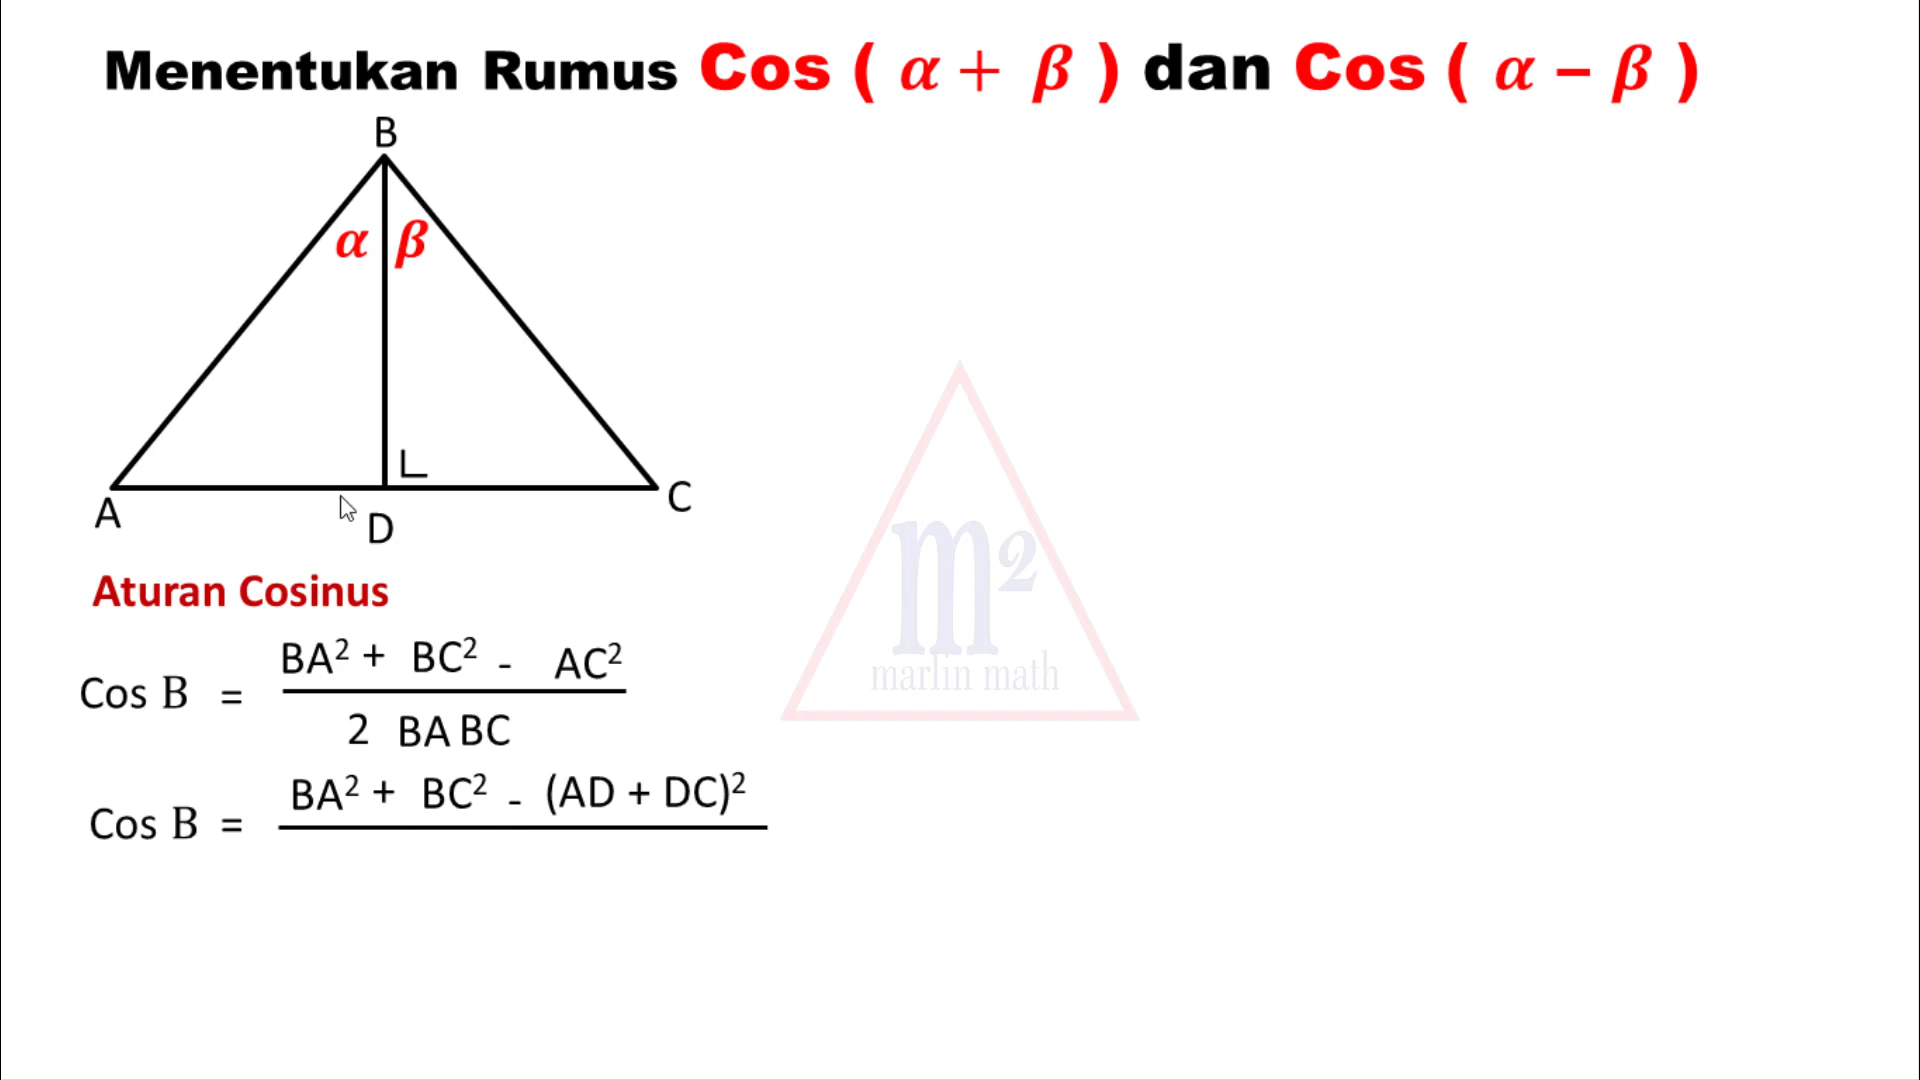 Menentukan Rumus Cos ( α + β ) dan Cos ( α – β )
B
α β
A
D
C
Aturan Cosinus
Cos B = BA² + BC² - AC²
2 BA BC
Cos B = BA² + BC² - (AD + DC)²
m²
marlin math